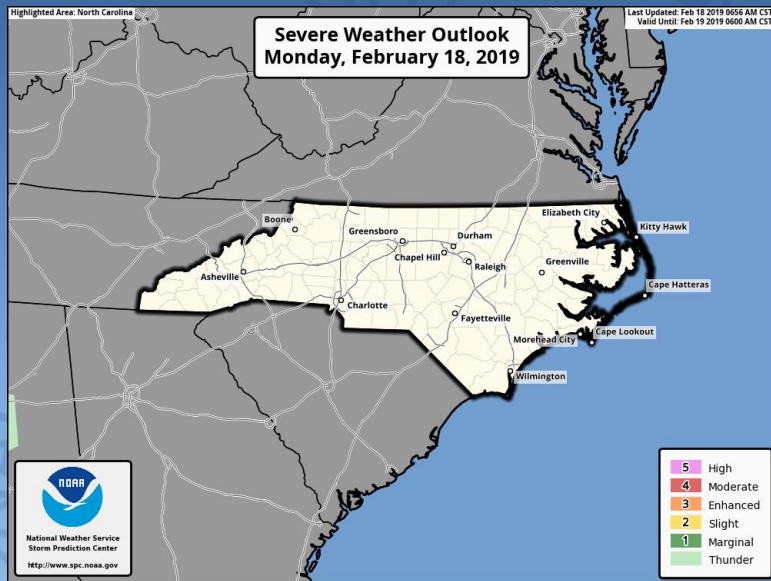 Highlighted Area: North Carolina
Last Updated: Feb 18 2019 0656 AM CST
Valid Until: Feb 19 2019 0600 AM CST
Severe Weather Outlook
Monday, February 18, 2019
Boone
Elizabeth City
Kitty Hawk
Greensboro
Durham
Chapel Hill
Raleigh
Greenville
Asheville
Cape Hatteras
Charlotte
Fayetteville
Cape Lookout
Morehead City
Wilmington
NOAA
National Weather Service
Storm Prediction Center
http://www.spc.noaa.gov
5 High
4 Moderate
3 Enhanced
2 Slight
1 Marginal
Thunder